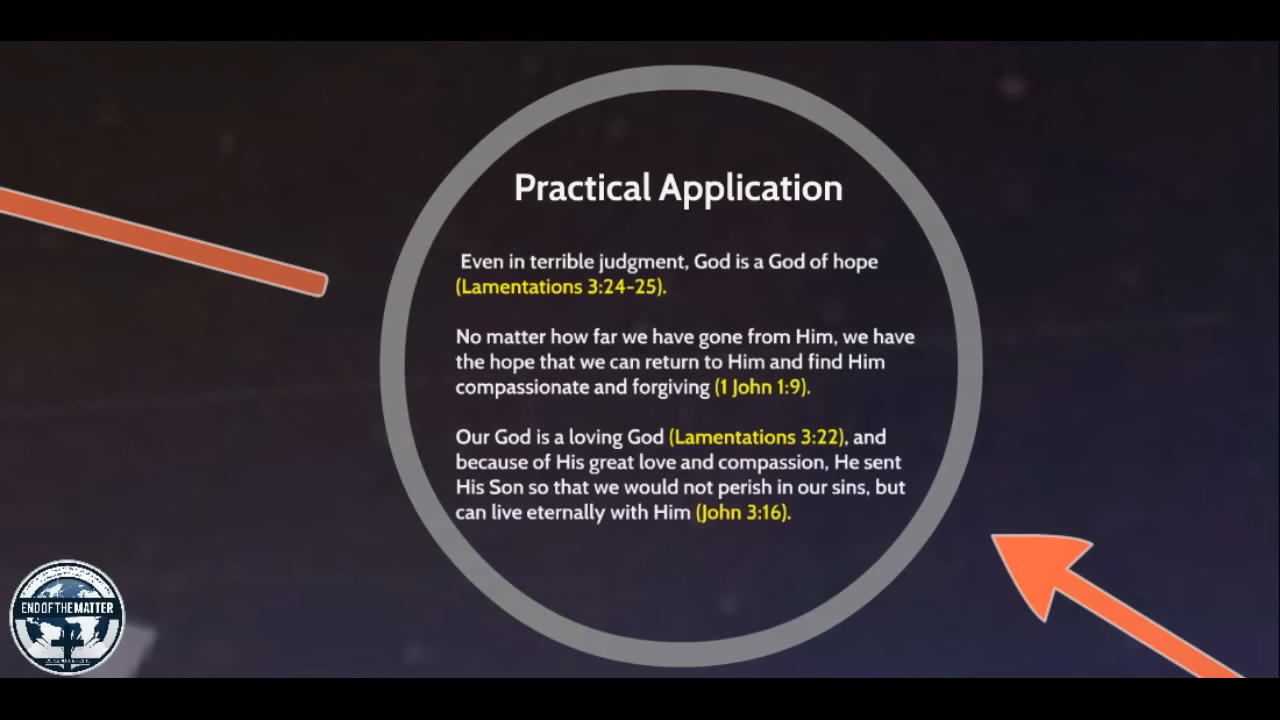 Practical Application
Even in terrible judgment, God is a God of hope
(Lamentations 3:24-25).
No matter how far we have gone from Him, we have
the hope that we can return to Him and find Him
compassionate and forgiving (1 John 1:9).
Our God is a loving God (Lamentations 3:22), and
because of His great love and compassion, He sent
His Son so that we would not perish in our sins, but
can live eternally with Him (John 3:16).
END OF THE MATTER